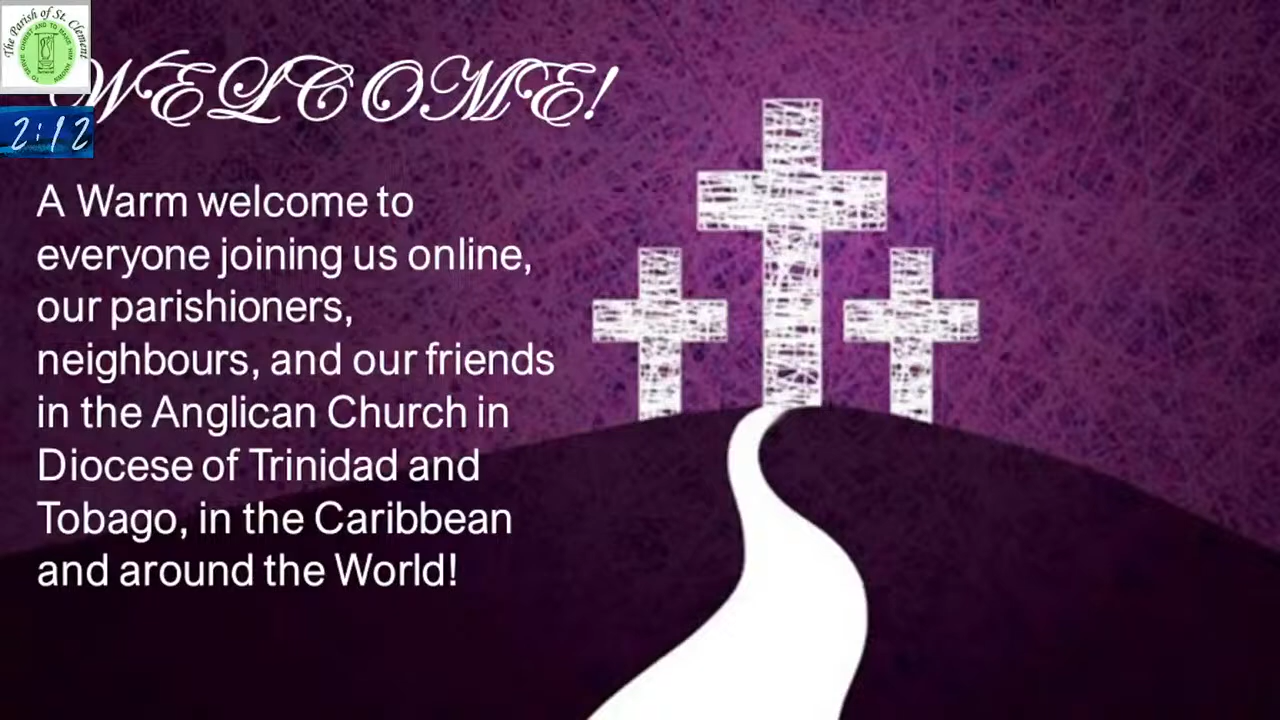 The Parish of St. Clement
WELCOME!
2:12
A Warm welcome to
everyone joining us online,
our parishioners,
neighbours, and our friends
in the Anglican Church in
Diocese of Trinidad and
Tobago, in the Caribbean
and around the World!